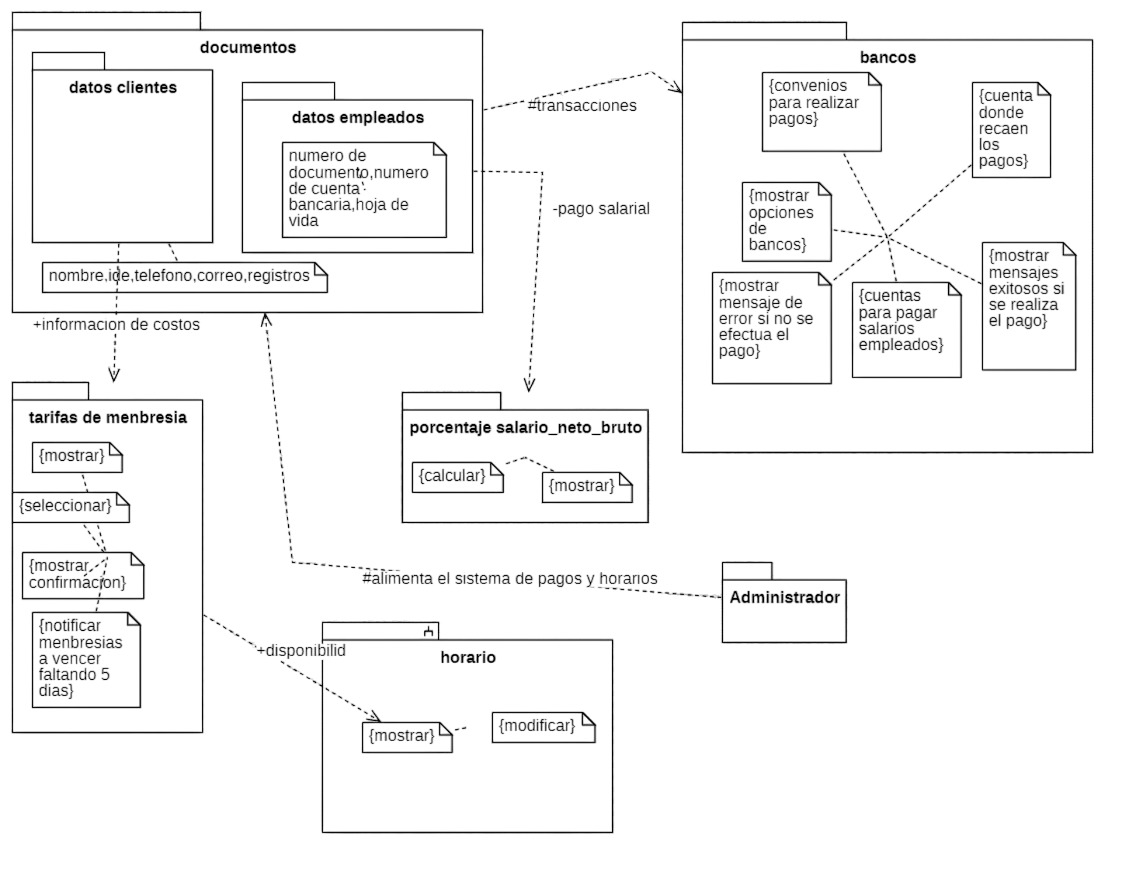 documentos
datos clientes
datos empleados
numero de
documento,numero
de cuenta
bancaria,hoja de
vida
nombre,ide,telefono,correo,registros
#transacciones
-pago salarial
bancos
{convenios
para realizar
pagos}
{cuenta
donde
recaen
los
pagos}
{mostrar
opciones
de
bancos}
{mostrar
mensaje de
error si no se
efectua el
pago}
{cuentas
para pagar
salarios
empleados}
{mostrar
mensajes
exitosos si
se realiza
el pago}
+informacion de costos
tarifas de menbresia
{mostrar}
{seleccionar}
{mostrar
confirmacion}
{notificar
menbresias
a vencer
faltando 5
dias}
porcentaje salario_neto_bruto
{calcular}
{mostrar}
#alimenta el sistema de pagos y horarios
Administrador
+disponibilid
horario
{mostrar}
{modificar}